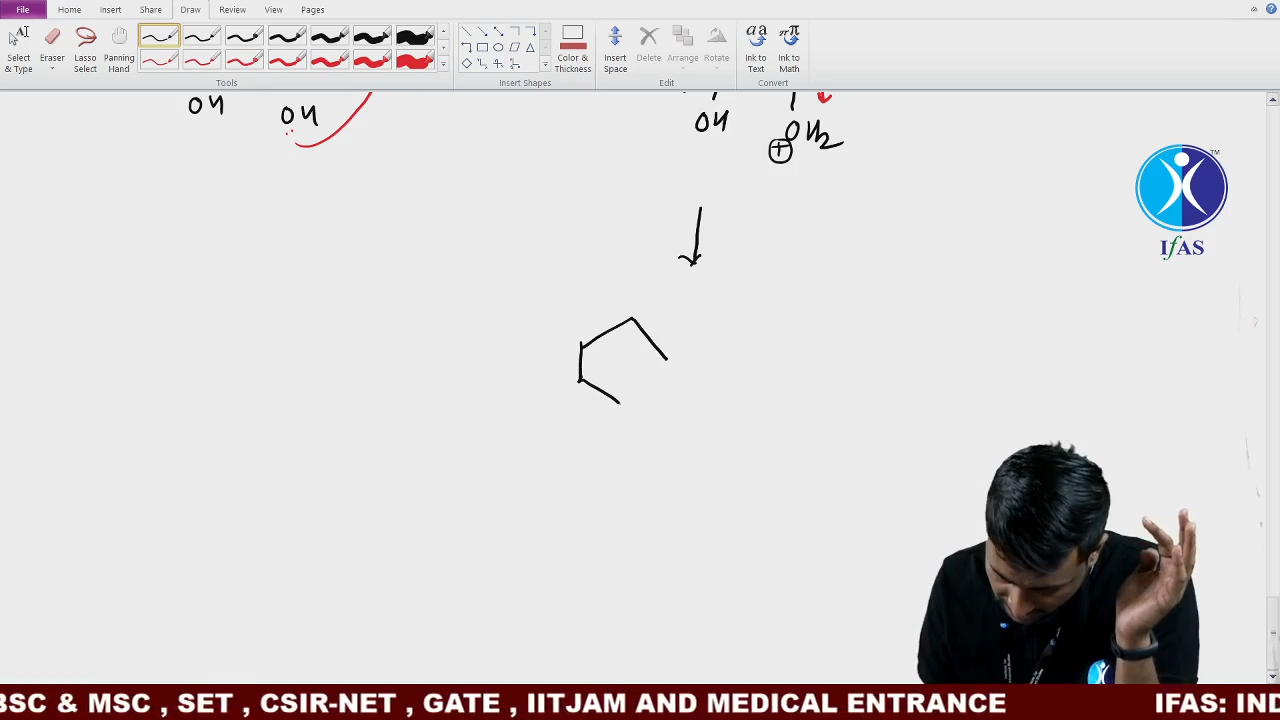 File Home Insert Share Draw Review View Pages
Select & Type Eraser Lasso Select Panning Hand Color & Thickness Insert Space Delete Arrange Rotate Ink to Text Ink to Math
Tools Insert Shapes Edit Convert
OH OH OH OH2
+
TM
IfAS
BSC & MSC , SET , CSIR-NET , GATE , IITJAM AND MEDICAL ENTRANCE IFAS: IND